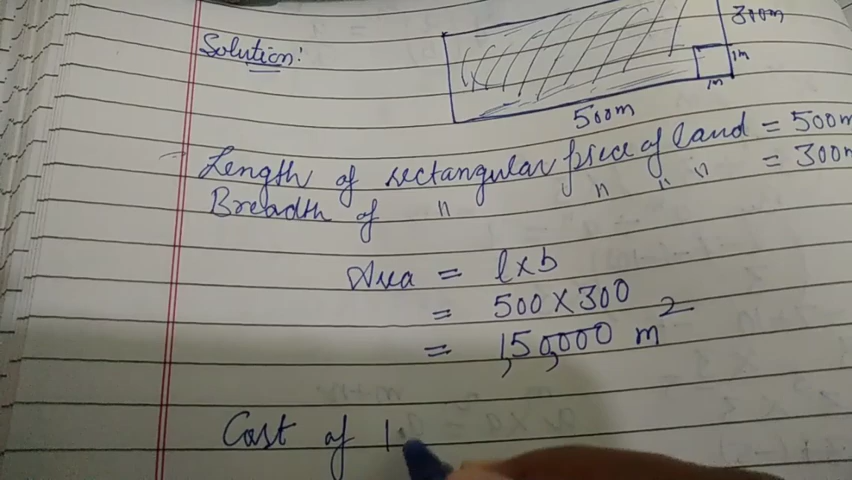 300m
Solution:
1m
1m
500m
Length of rectangular piece of land = 500m
Breadth of " " " " = 300m
Area = l×b
= 500×300
= 1,50,000 m²
Cost of 1